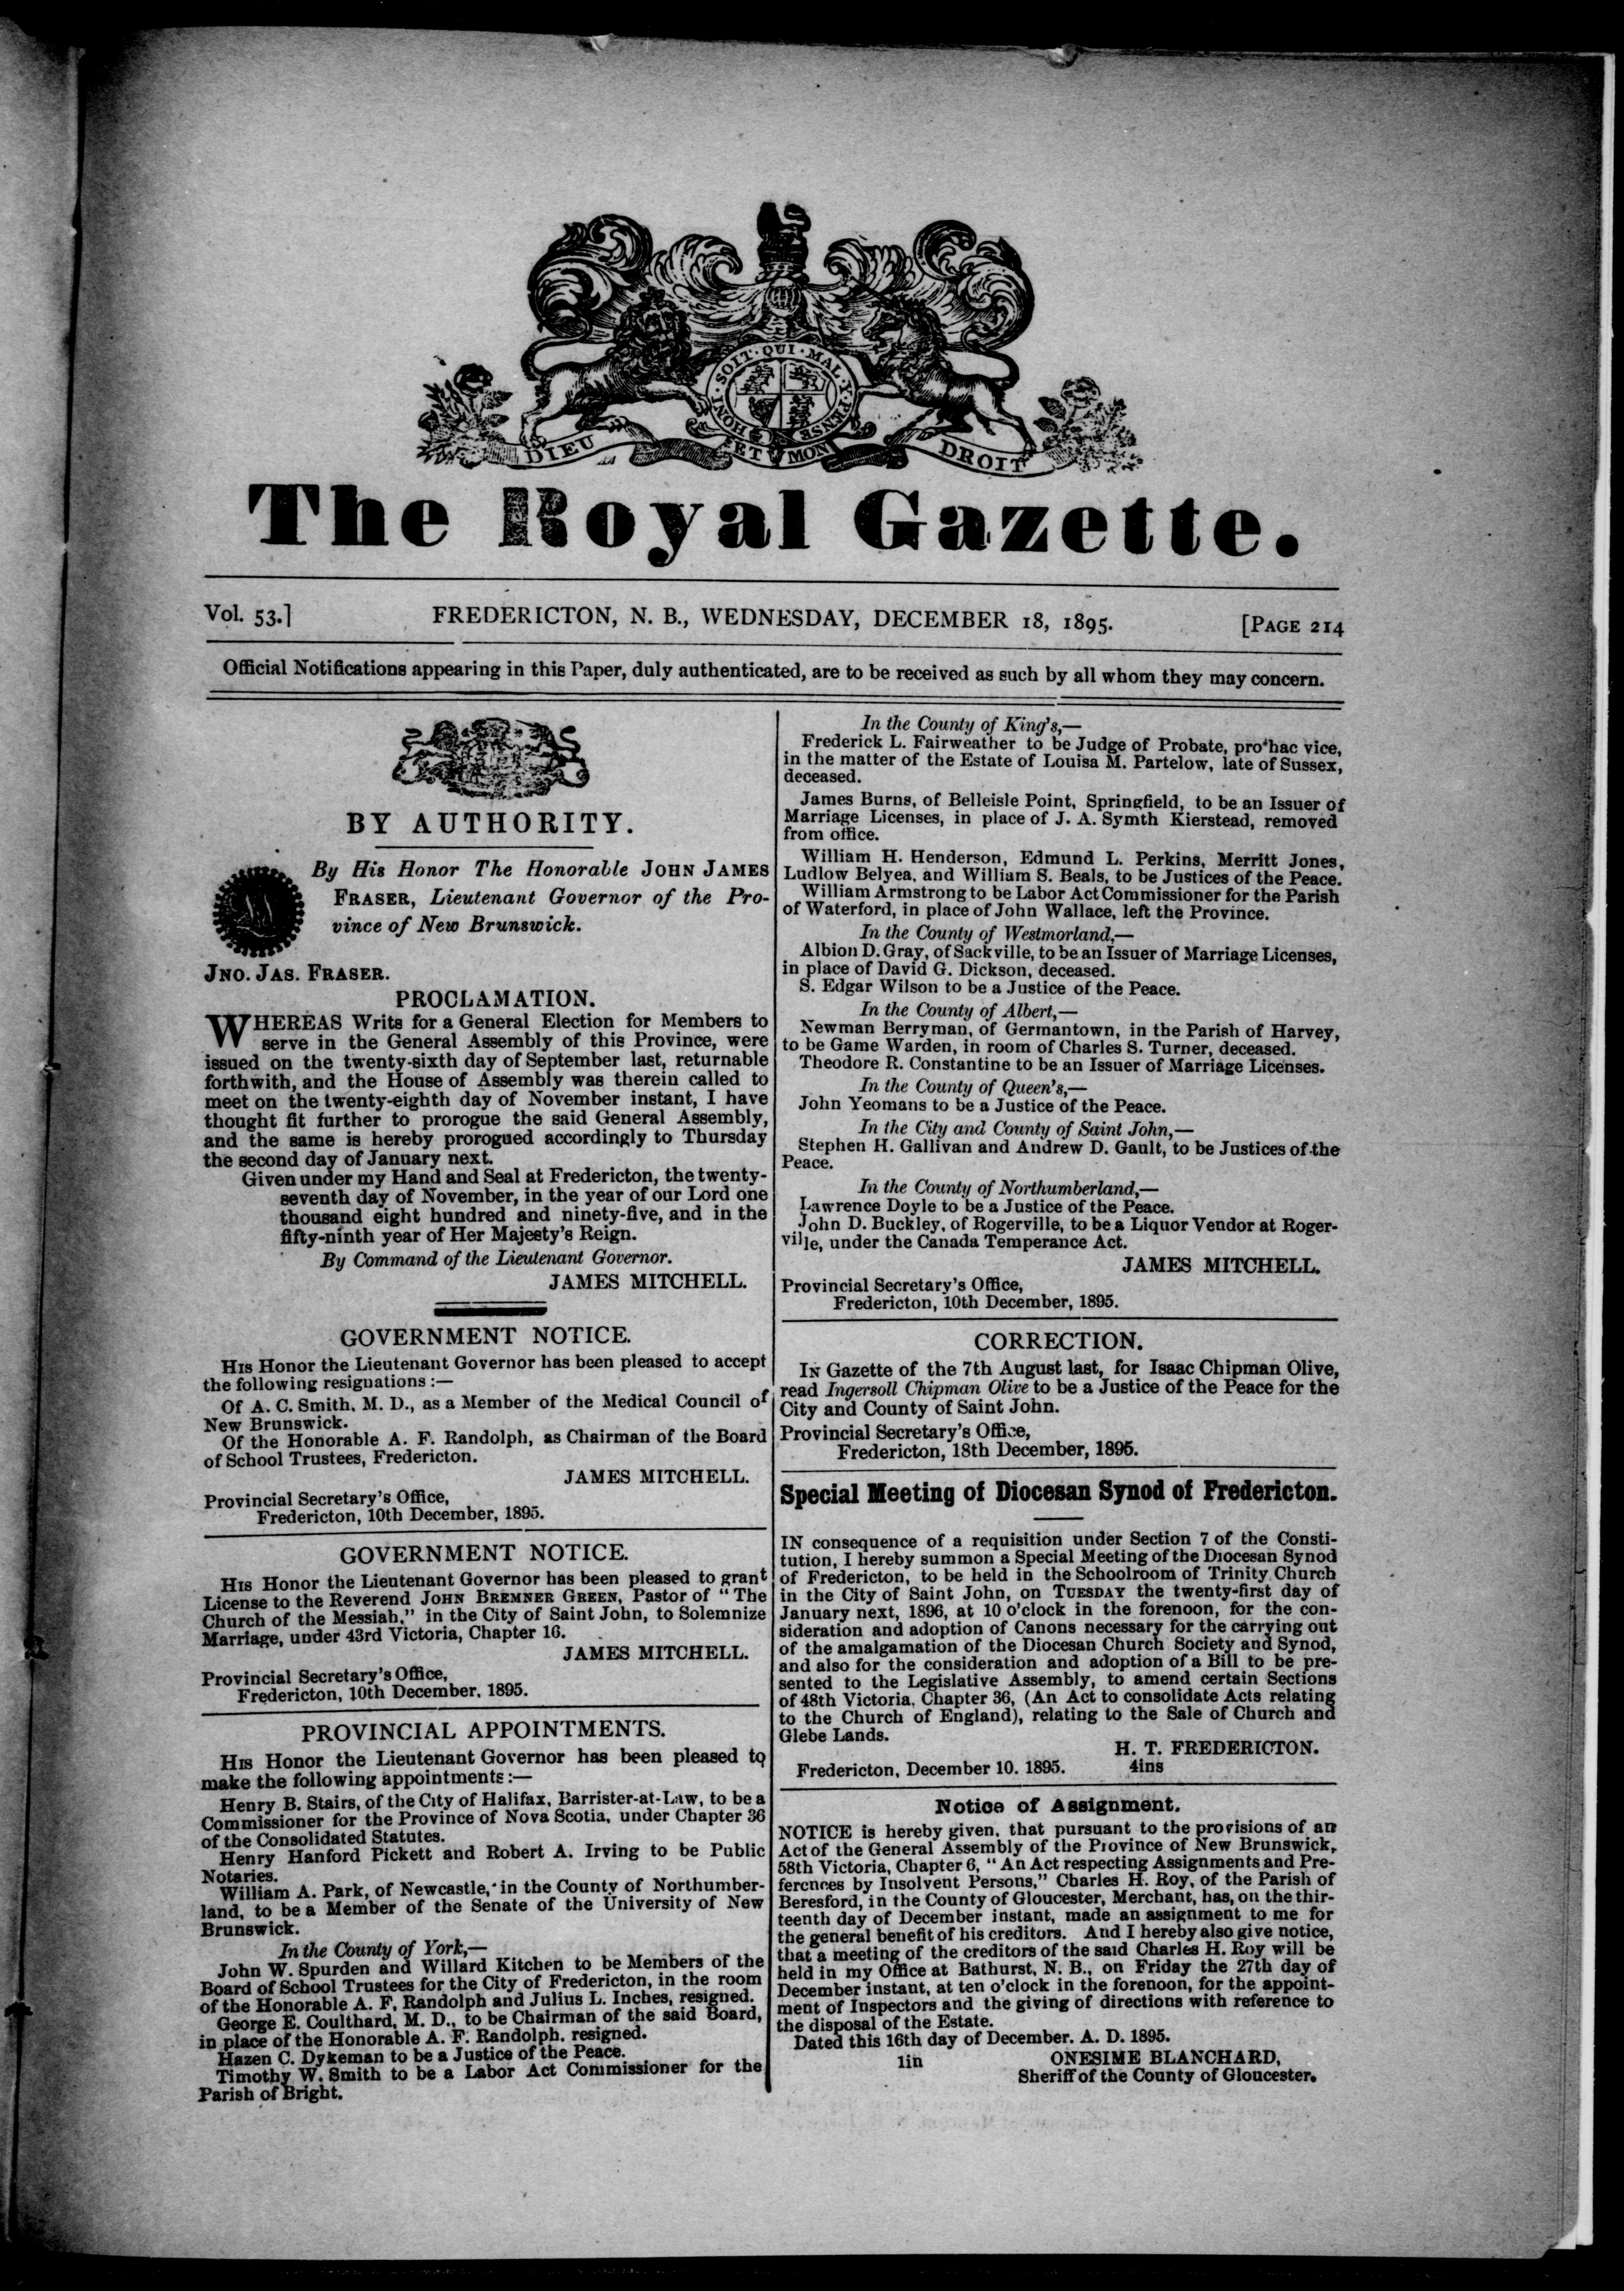 HONI · SOIT · QUI · MAL · Y · PENSE
DIEU ET MON DROIT
The Royal Gazette.
Vol. 53.] FREDERICTON, N. B., WEDNESDAY, DECEMBER 18, 1895. [PAGE 214
Official Notifications appearing in this Paper, duly authenticated, are to be received as such by all whom they may concern.
BY AUTHORITY.
By His Honor The Honorable JOHN JAMES
FRASER, Lieutenant Governor of the Pro-
vince of New Brunswick.
JNO. JAS. FRASER.
PROCLAMATION.
WHEREAS Writs for a General Election for Members to
serve in the General Assembly of this Province, were
issued on the twenty-sixth day of September last, returnable
forthwith, and the House of Assembly was therein called to
meet on the twenty-eighth day of November instant, I have
thought fit further to prorogue the said General Assembly,
and the same is hereby prorogued accordingly to Thursday
the second day of January next.
Given under my Hand and Seal at Fredericton, the twenty-
seventh day of November, in the year of our Lord one
thousand eight hundred and ninety-five, and in the
fifty-ninth year of Her Majesty's Reign.
By Command of the Lieutenant Governor.
JAMES MITCHELL.
GOVERNMENT NOTICE.
HIS Honor the Lieutenant Governor has been pleased to accept
the following resignations :—
Of A. C. Smith, M. D., as a Member of the Medical Council of
New Brunswick.
Of the Honorable A. F. Randolph, as Chairman of the Board
of School Trustees, Fredericton.
JAMES MITCHELL.
Provincial Secretary's Office,
Fredericton, 10th December, 1895.
GOVERNMENT NOTICE.
HIS Honor the Lieutenant Governor has been pleased to grant
License to the Reverend JOHN BREMNER GREEN, Pastor of "The
Church of the Messiah," in the City of Saint John, to Solemnize
Marriage, under 43rd Victoria, Chapter 16.
JAMES MITCHELL.
Provincial Secretary's Office,
Fredericton, 10th December, 1895.
PROVINCIAL APPOINTMENTS.
HIS Honor the Lieutenant Governor has been pleased to
make the following appointments :—
Henry B. Stairs, of the City of Halifax, Barrister-at-Law, to be a
Commissioner for the Province of Nova Scotia, under Chapter 36
of the Consolidated Statutes.
Henry Hanford Pickett and Robert A. Irving to be Public
Notaries.
William A. Park, of Newcastle, in the County of Northumber-
land, to be a Member of the Senate of the University of New
Brunswick.
In the County of York,—
John W. Spurden and Willard Kitchen to be Members of the
Board of School Trustees for the City of Fredericton, in the room
of the Honorable A. F. Randolph and Julius L. Inches, resigned.
George E. Coulthard, M. D., to be Chairman of the said Board,
in place of the Honorable A. F. Randolph, resigned.
Hazen C. Dykeman to be a Justice of the Peace.
Timothy W. Smith to be a Labor Act Commissioner for the
Parish of Bright.
In the County of King's,—
Frederick L. Fairweather to be Judge of Probate, pro hac vice,
in the matter of the Estate of Louisa M. Partelow, late of Sussex,
deceased.
James Burns, of Belleisle Point, Springfield, to be an Issuer of
Marriage Licenses, in place of J. A. Symth Kierstead, removed
from office.
William H. Henderson, Edmund L. Perkins, Merritt Jones,
Ludlow Belyea, and William S. Beals, to be Justices of the Peace.
William Armstrong to be Labor Act Commissioner for the Parish
of Waterford, in place of John Wallace, left the Province.
In the County of Westmorland,—
Albion D. Gray, of Sackville, to be an Issuer of Marriage Licenses,
in place of David G. Dickson, deceased.
S. Edgar Wilson to be a Justice of the Peace.
In the County of Albert,—
Newman Berryman, of Germantown, in the Parish of Harvey,
to be Game Warden, in room of Charles S. Turner, deceased.
Theodore R. Constantine to be an Issuer of Marriage Licenses.
In the County of Queen's,—
John Yeomans to be a Justice of the Peace.
In the City and County of Saint John,—
Stephen H. Gallivan and Andrew D. Gault, to be Justices of the
Peace.
In the County of Northumberland,—
Lawrence Doyle to be a Justice of the Peace.
John D. Buckley, of Rogerville, to be a Liquor Vendor at Roger-
ville, under the Canada Temperance Act.
JAMES MITCHELL.
Provincial Secretary's Office,
Fredericton, 10th December, 1895.
CORRECTION.
IN Gazette of the 7th August last, for Isaac Chipman Olive,
read Ingersoll Chipman Olive to be a Justice of the Peace for the
City and County of Saint John.
Provincial Secretary's Office,
Fredericton, 18th December, 1895.
Special Meeting of Diocesan Synod of Fredericton.
IN consequence of a requisition under Section 7 of the Consti-
tution, I hereby summon a Special Meeting of the Diocesan Synod
of Fredericton, to be held in the Schoolroom of Trinity Church
in the City of Saint John, on TUESDAY the twenty-first day of
January next, 1896, at 10 o'clock in the forenoon, for the con-
sideration and adoption of Canons necessary for the carrying out
of the amalgamation of the Diocesan Church Society and Synod,
and also for the consideration and adoption of a Bill to be pre-
sented to the Legislative Assembly, to amend certain Sections
of 48th Victoria, Chapter 36, (An Act to consolidate Acts relating
to the Church of England), relating to the Sale of Church and
Glebe Lands.
H. T. FREDERICTON.
Fredericton, December 10. 1895. 4ins
Notice of Assignment.
NOTICE is hereby given, that pursuant to the provisions of an
Act of the General Assembly of the Province of New Brunswick,
58th Victoria, Chapter 6, "An Act respecting Assignments and Pre-
ferences by Insolvent Persons," Charles H. Roy, of the Parish of
Beresford, in the County of Gloucester, Merchant, has, on the thir-
teenth day of December instant, made an assignment to me for
the general benefit of his creditors. And I hereby also give notice,
that a meeting of the creditors of the said Charles H. Roy will be
held in my Office at Bathurst, N. B., on Friday the 27th day of
December instant, at ten o'clock in the forenoon, for the appoint-
ment of Inspectors and the giving of directions with reference to
the disposal of the Estate.
Dated this 16th day of December. A. D. 1895.
1in ONESIME BLANCHARD,
Sheriff of the County of Gloucester.